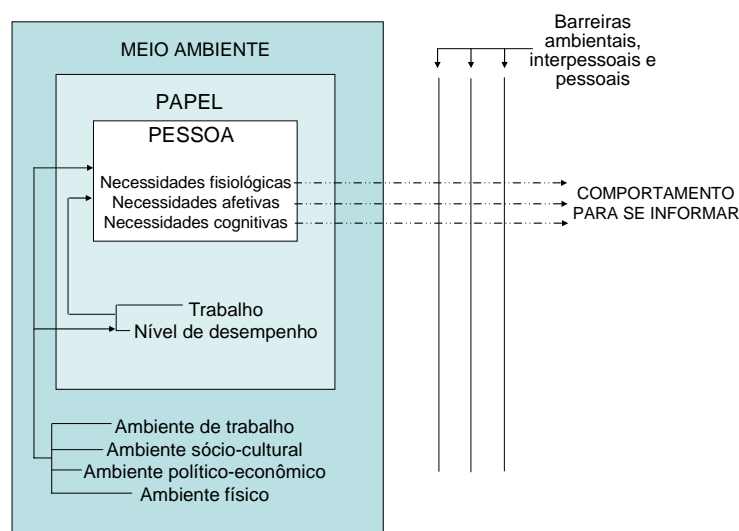 MEIO AMBIENTE
PAPEL
PESSOA
Necessidades fisiológicas
Necessidades afetivas
Necessidades cognitivas
Trabalho
Nível de desempenho
Ambiente de trabalho
Ambiente sócio-cultural
Ambiente político-econômico
Ambiente físico
Barreiras
ambientais,
interpessoais e
pessoais
COMPORTAMENTO
PARA SE INFORMAR